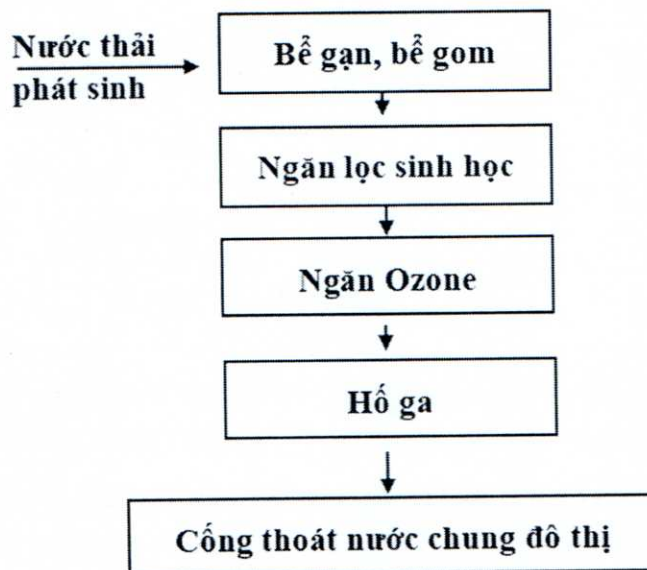 Nước thải
phát sinh
Bể gạn, bể gom
Ngăn lọc sinh học
Ngăn Ozone
Hố ga
Cống thoát nước chung đô thị